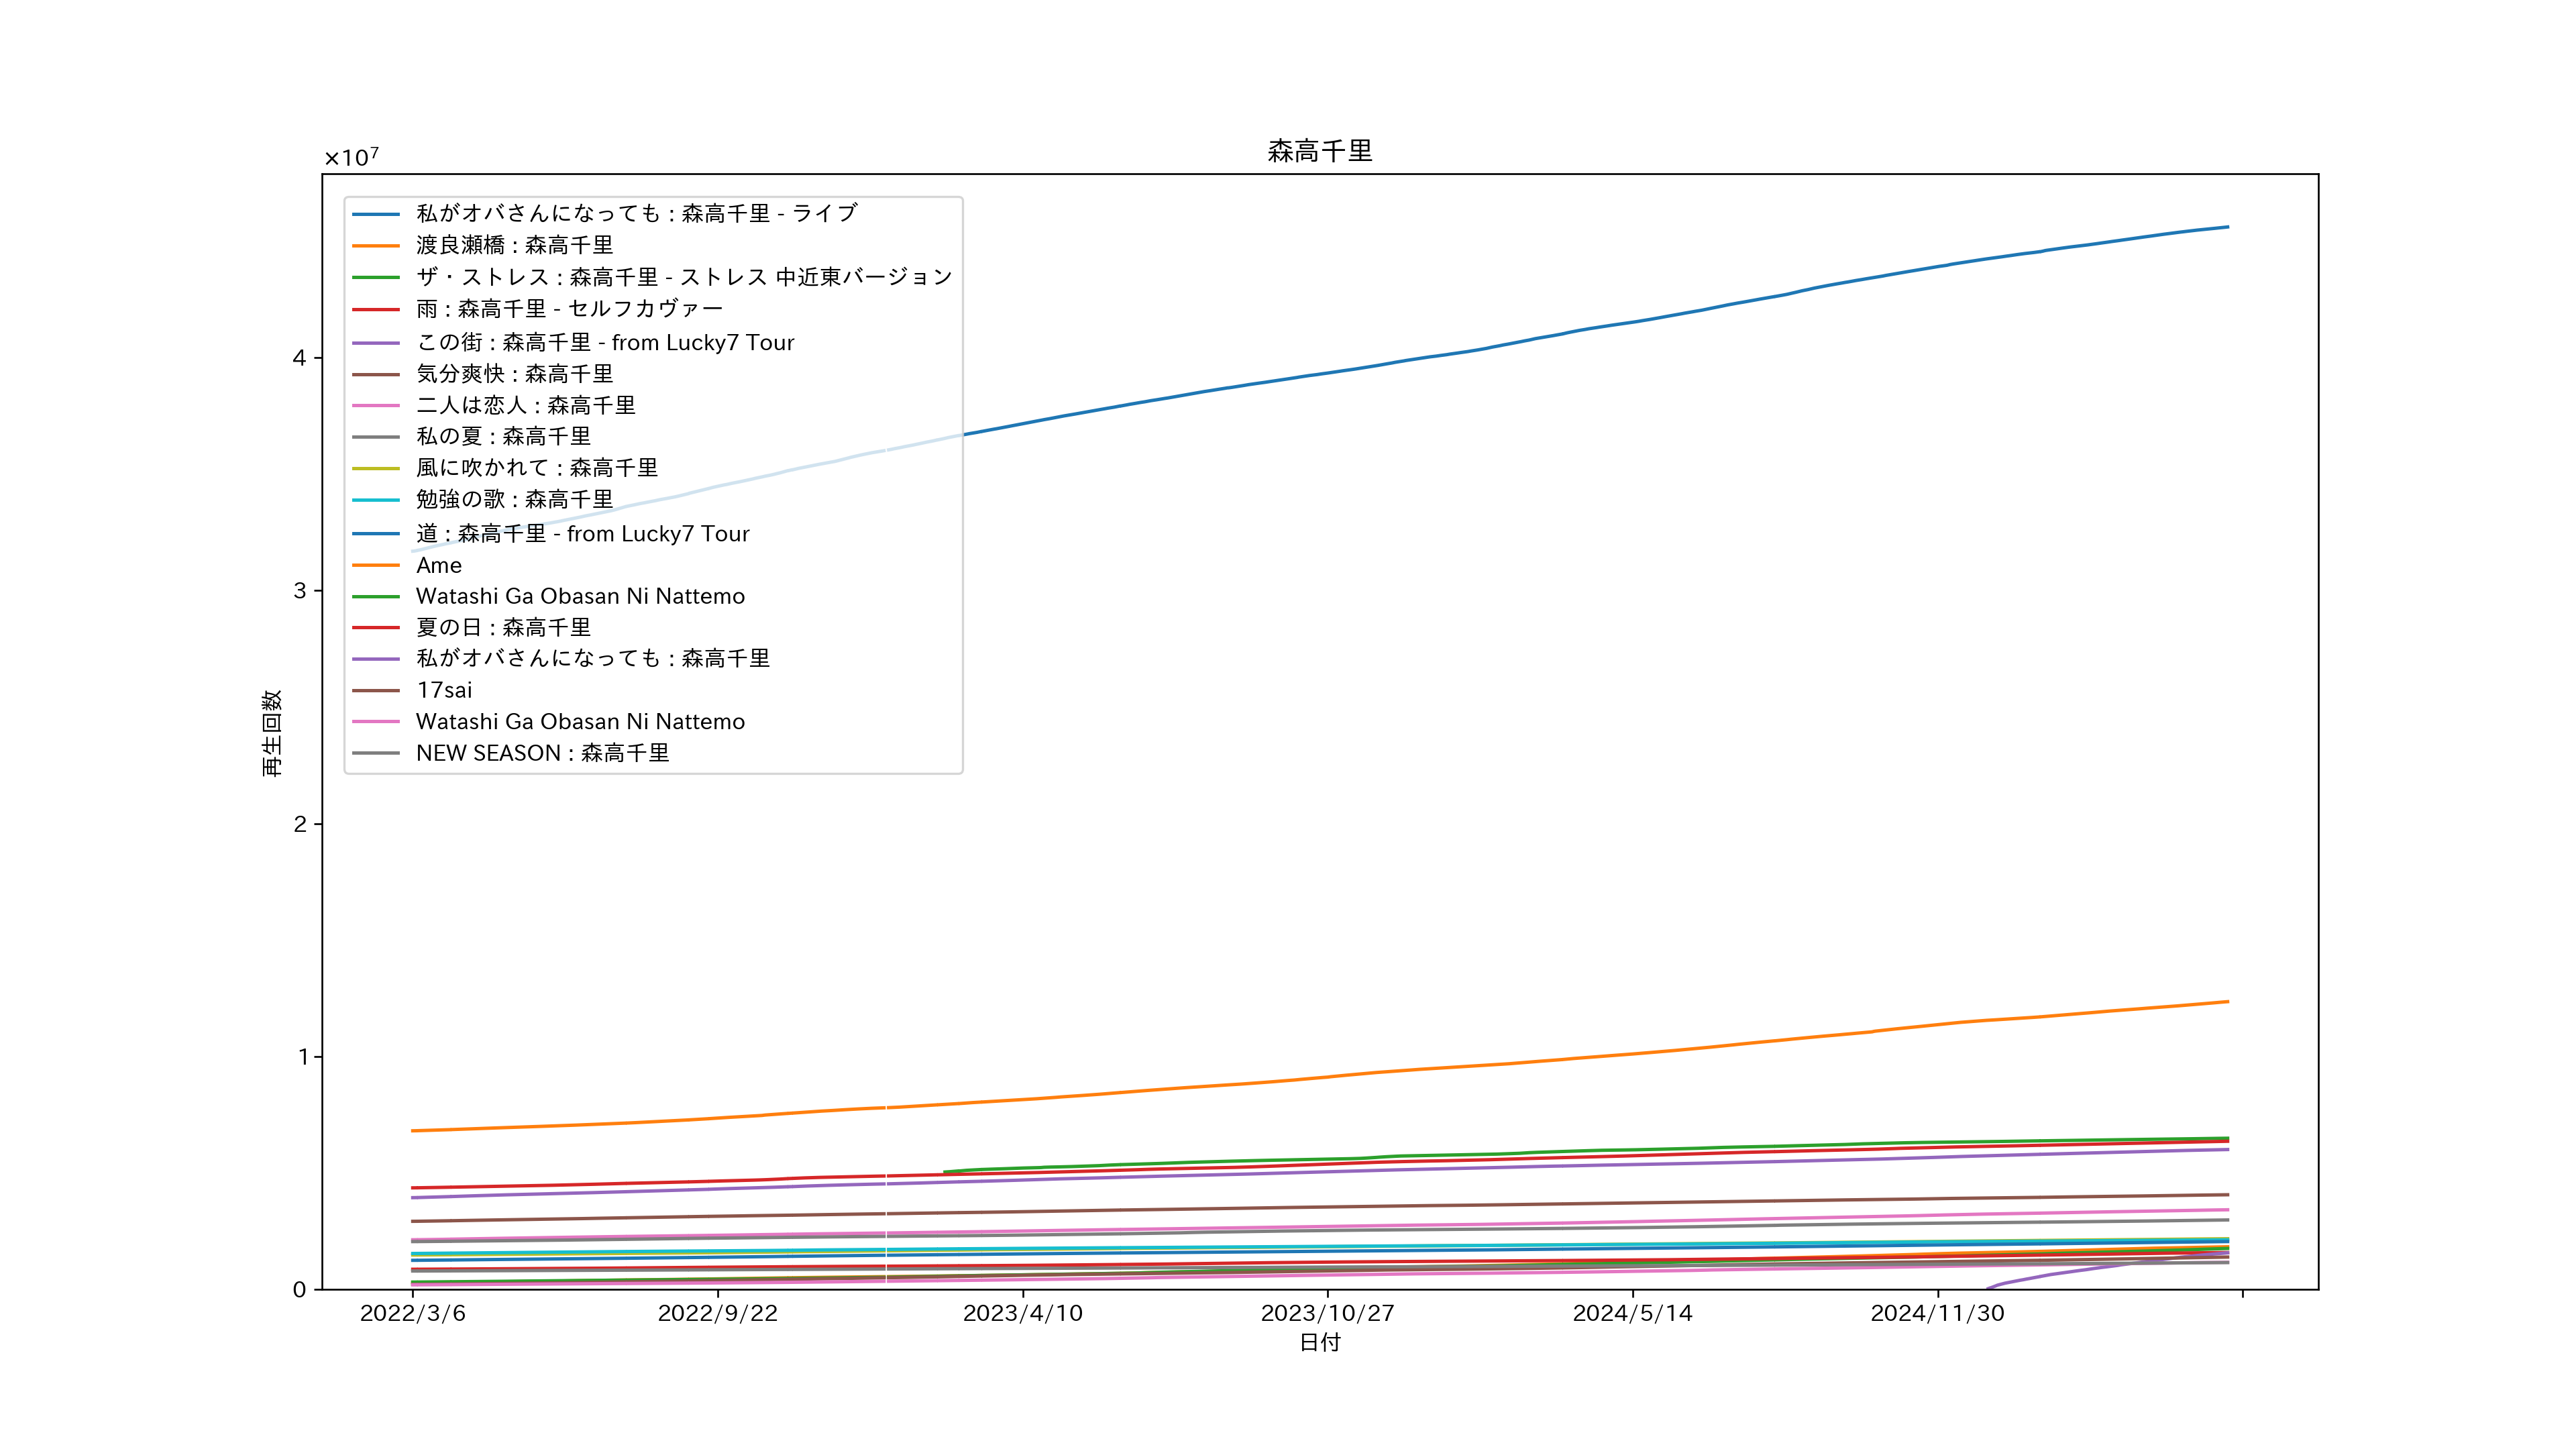 森高千里
×10⁷
私がオバさんになっても : 森高千里 - ライブ
渡良瀬橋 : 森高千里
ザ・ストレス : 森高千里 - ストレス 中近東バージョン
雨 : 森高千里 - セルフカヴァー
この街 : 森高千里 - from Lucky7 Tour
気分爽快 : 森高千里
二人は恋人 : 森高千里
私の夏 : 森高千里
風に吹かれて : 森高千里
勉強の歌 : 森高千里
道 : 森高千里 - from Lucky7 Tour
Ame
Watashi Ga Obasan Ni Nattemo
夏の日 : 森高千里
私がオバさんになっても : 森高千里
17sai
Watashi Ga Obasan Ni Nattemo
NEW SEASON : 森高千里
4
3
2
1
0
再生回数
2022/3/6
2022/9/22
2023/4/10
2023/10/27
2024/5/14
2024/11/30
日付